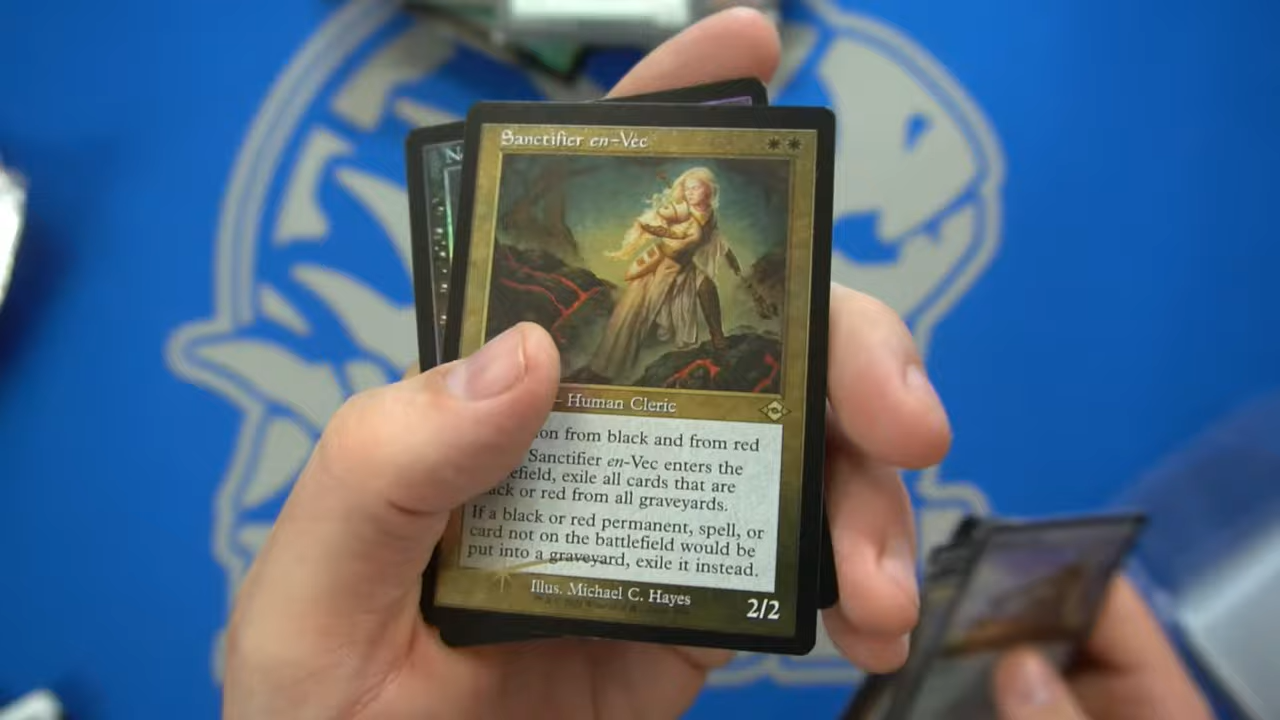 Sanctifier en-Vec
– Human Cleric
ion from black and from red
Sanctifier en-Vec enters the
efield, exile all cards that are
ack or red from all graveyards.
If a black or red permanent, spell, or
card not on the battlefield would be
put into a graveyard, exile it instead.
Illus. Michael C. Hayes
2/2